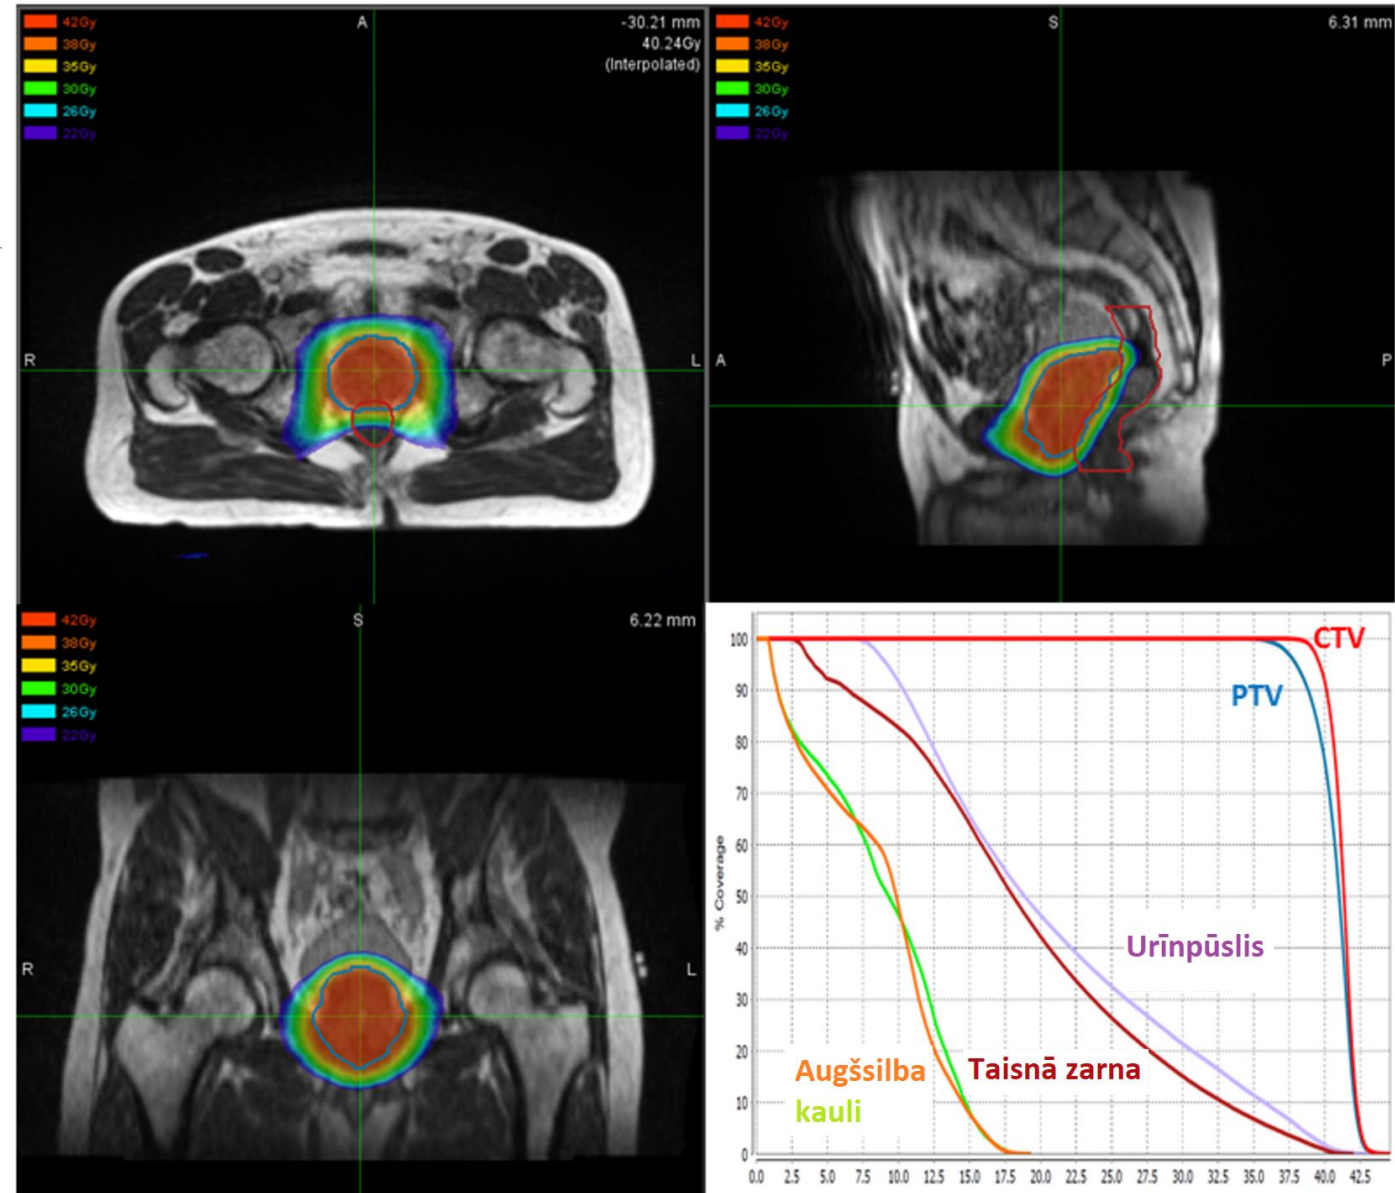 42Gy
38Gy
35Gy
30Gy
26Gy
22Gy
A
-30.21 mm
40.24Gy
(Interpolated)
R
L
42Gy
38Gy
35Gy
30Gy
26Gy
22Gy
S
6.31 mm
A
P
42Gy
38Gy
35Gy
30Gy
26Gy
22Gy
S
6.22 mm
R
L
% Coverage
100
90
80
70
60
50
40
30
20
10
0
0.0 2.5 5.0 7.5 10.0 12.5 15.0 17.5 20.0 22.5 25.0 27.5 30.0 32.5 35.0 37.5 40.0 42.5
CTV
PTV
Urīnpūslis
Taisnā zarna
Augšsilba
kauli